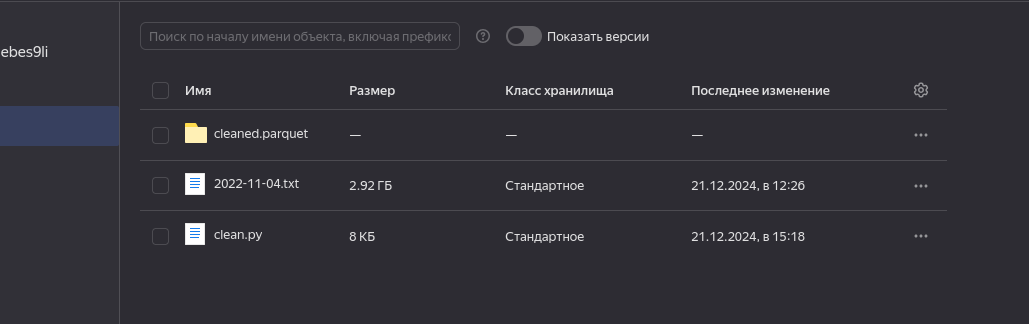 ebes9li
Поиск по началу имени объекта, включая префикс
Показать версии
Имя Размер Класс хранилища Последнее изменение
cleaned.parquet — — —
2022-11-04.txt 2.92 ГБ Стандартное 21.12.2024, в 12:26
clean.py 8 КБ Стандартное 21.12.2024, в 15:18